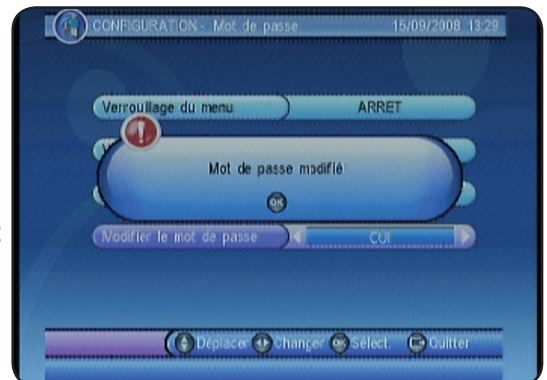 CONFIGURATION - Mot de passe 15/09/2008 13:29
Verrouillage du menu ARRET
Mot de passe modifié
OK
Modifier le mot de passe OUI
Déplacer Changer OK Sélect. Quitter